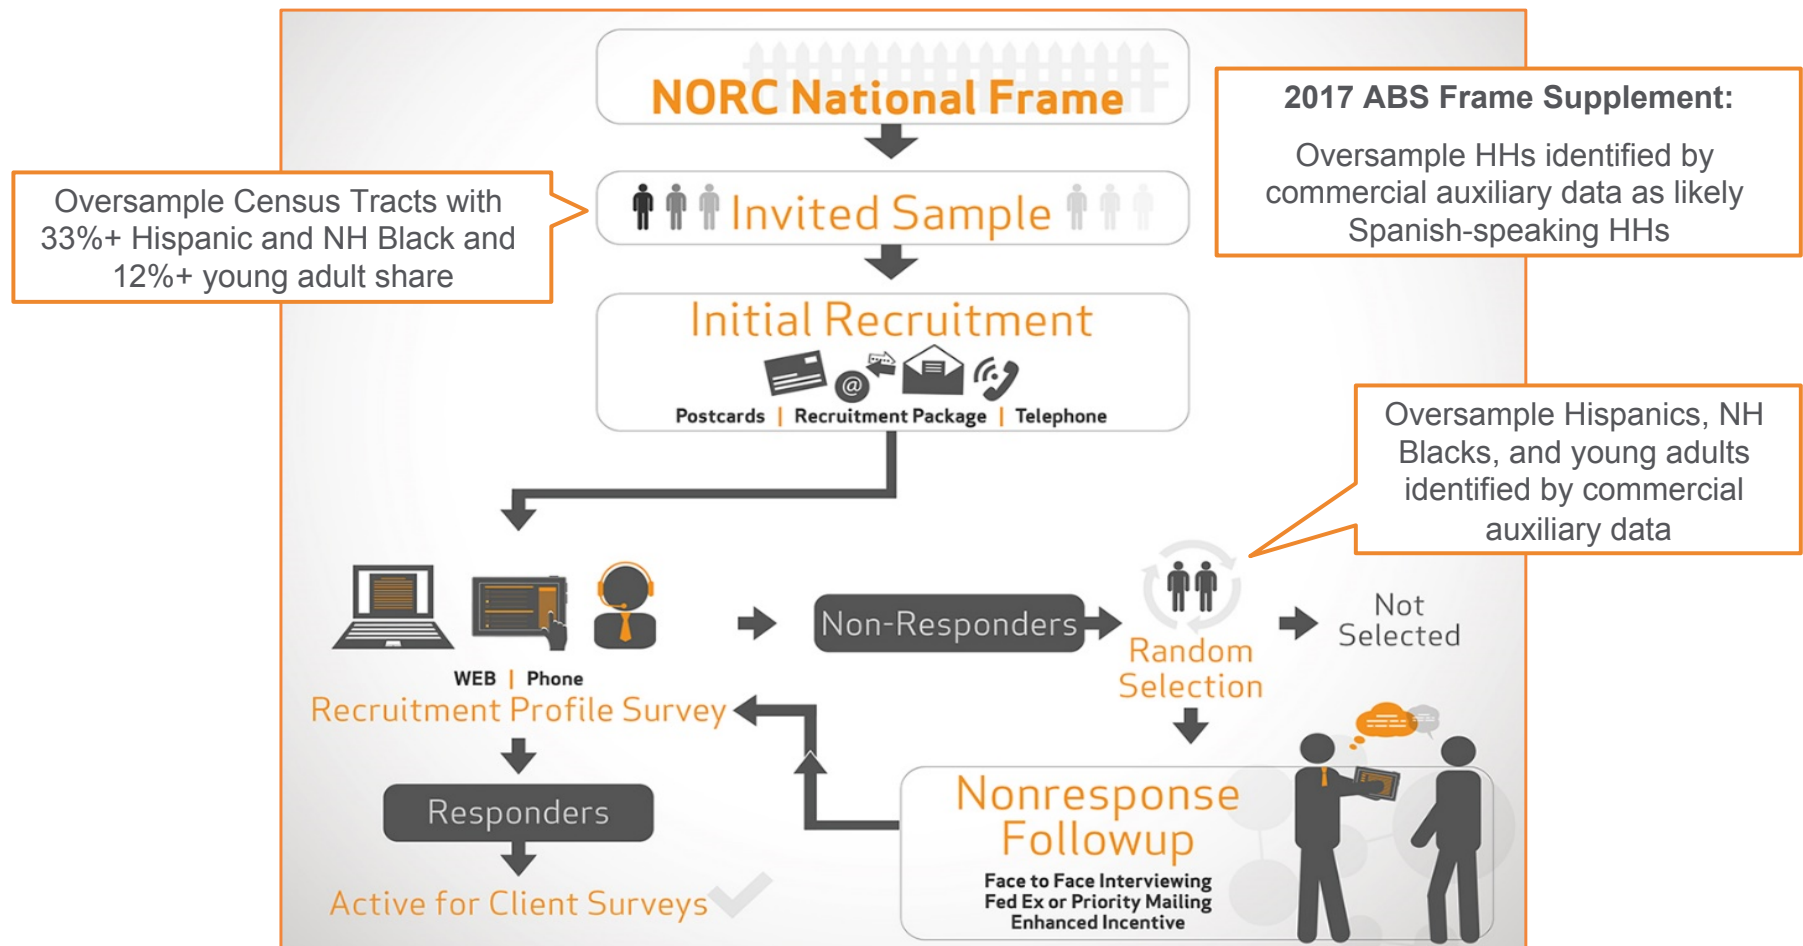 NORC National Frame
2017 ABS Frame Supplement:
Oversample HHs identified by
commercial auxiliary data as likely
Spanish-speaking HHs
Oversample Census Tracts with
33%+ Hispanic and NH Black and
12%+ young adult share
Invited Sample
Initial Recruitment
@
Postcards | Recruitment Package | Telephone
Oversample Hispanics, NH
Blacks, and young adults
identified by commercial
auxiliary data
WEB | Phone
Recruitment Profile Survey
Non-Responders
Random
Selection
Not
Selected
Responders
Active for Client Surveys
Nonresponse
Followup
Face to Face Interviewing
Fed Ex or Priority Mailing
Enhanced Incentive